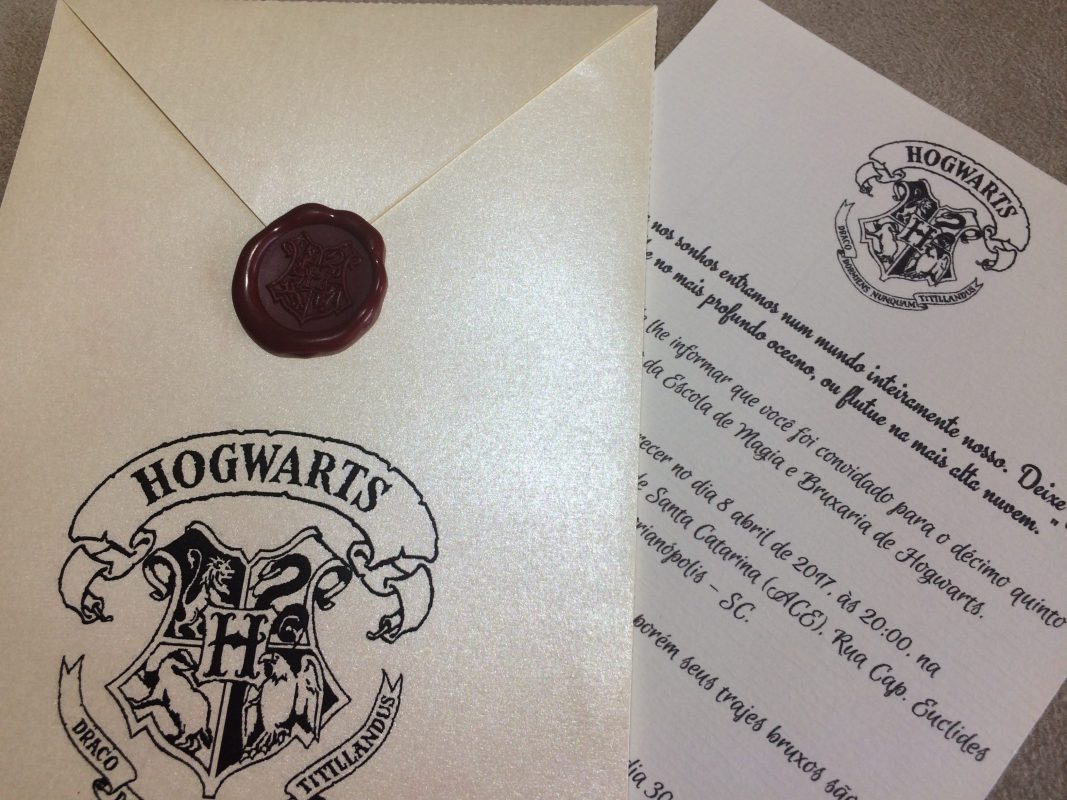 HOGWARTS
H
DRACO
TITILLANDUS
HOGWARTS
H
DRACO DORMIENS NUNQUAM TITILLANDUS
nos sonhos entramos num mundo inteiramente nosso. Deixe
no mais profundo oceano, ou flutue na mais alta nuvem."
lhe informar que você foi convidado para o décimo quinto
da Escola de Magia e Bruxaria de Hogwarts.
recer no dia 8 abril de 2017, às 20:00, na
de Santa Catarina (ACE), Rua Cap. Euclides
rianópolis – SC.
porém seus trajes bruxos são
dia 30